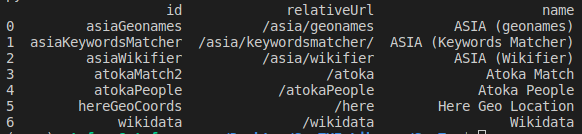 id relativeUrl name
0 asiaGeonames /asia/geonames ASIA (geonames)
1 asiaKeywordsMatcher /asia/keywordsmatcher/ ASIA (Keywords Matcher)
2 asiaWikifier /asia/wikifier ASIA (Wikifier)
3 atokaMatch2 /atoka Atoka Match
4 atokaPeople /atokaPeople Atoka People
5 hereGeoCoords /here Here Geo Location
6 wikidata /wikidata Wikidata